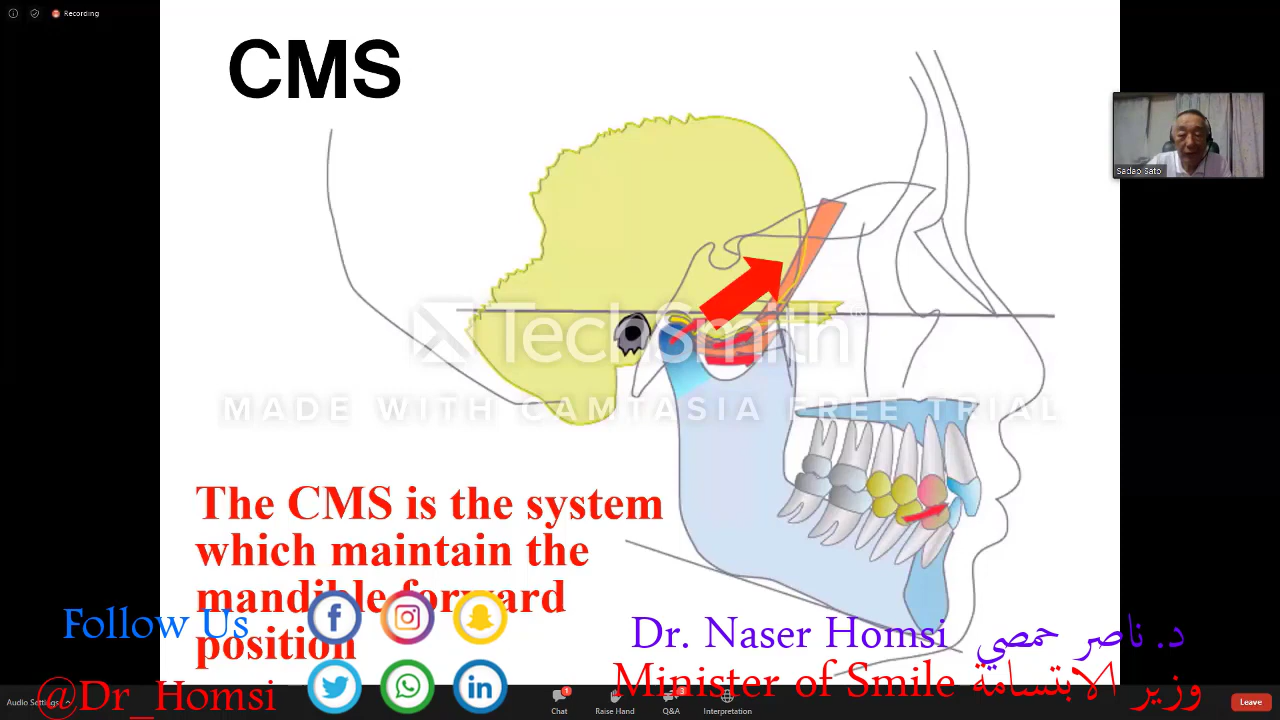 Recording
CMS
Sadao Sato
TechSmith
MADE WITH CAMTASIA FREE TRIAL
The CMS is the system
which maintain the
mandible forward
position
Follow Us
@Dr_Homsi
Dr. Naser Homsi د. ناصر حمصي
Minister of Smile وزير الابتسامة
Audio Settings
Chat
1
Raise Hand
Q&A
3
Interpretation
Leave